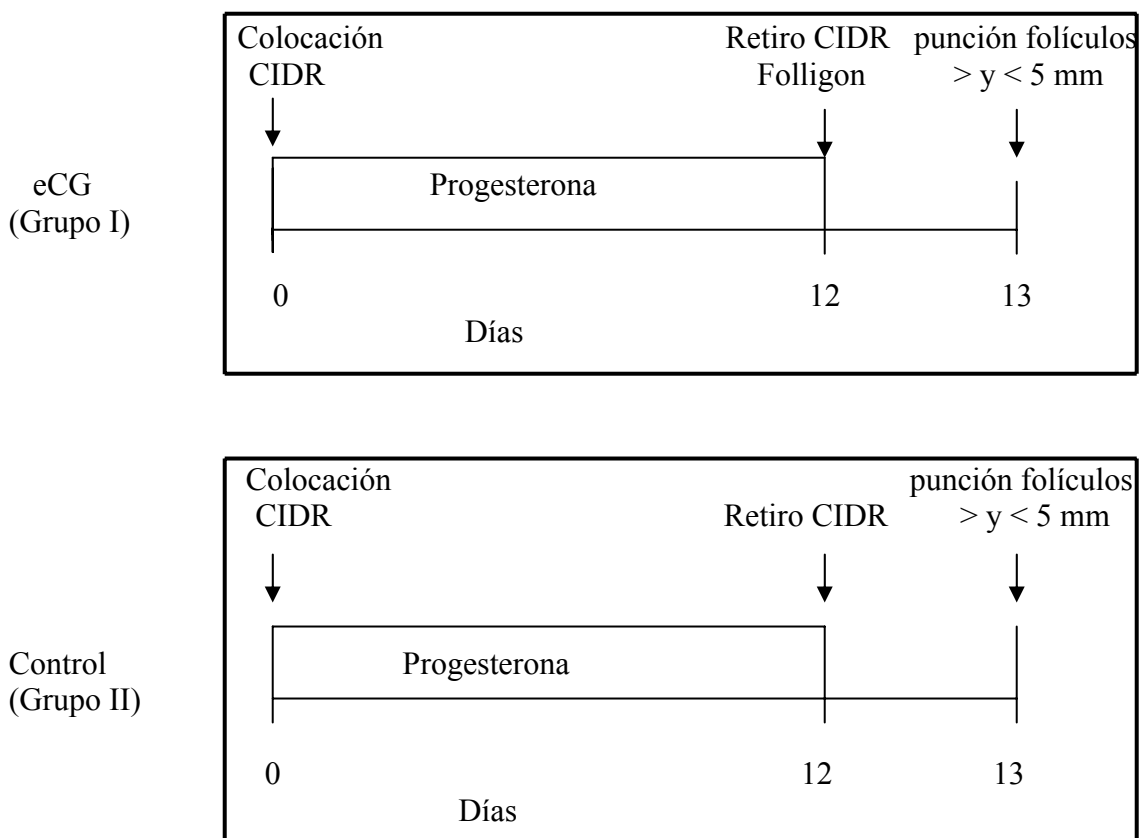 Colocación
CIDR
Retiro CIDR
Folligon
punción folículos
> y < 5 mm
eCG
(Grupo I)
Progesterona
0
12
13
Días
Colocación
CIDR
Retiro CIDR
punción folículos
> y < 5 mm
Control
(Grupo II)
Progesterona
0
12
13
Días